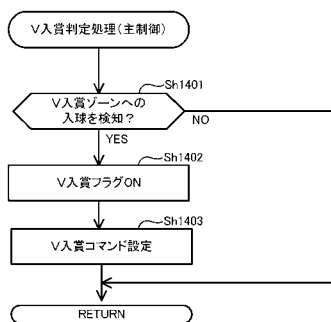 V入賞判定処理(主制御)
Sh1401
V入賞ゾーンへの
入球を検知?
NO
YES
Sh1402
V入賞フラグON
Sh1403
V入賞コマンド設定
RETURN